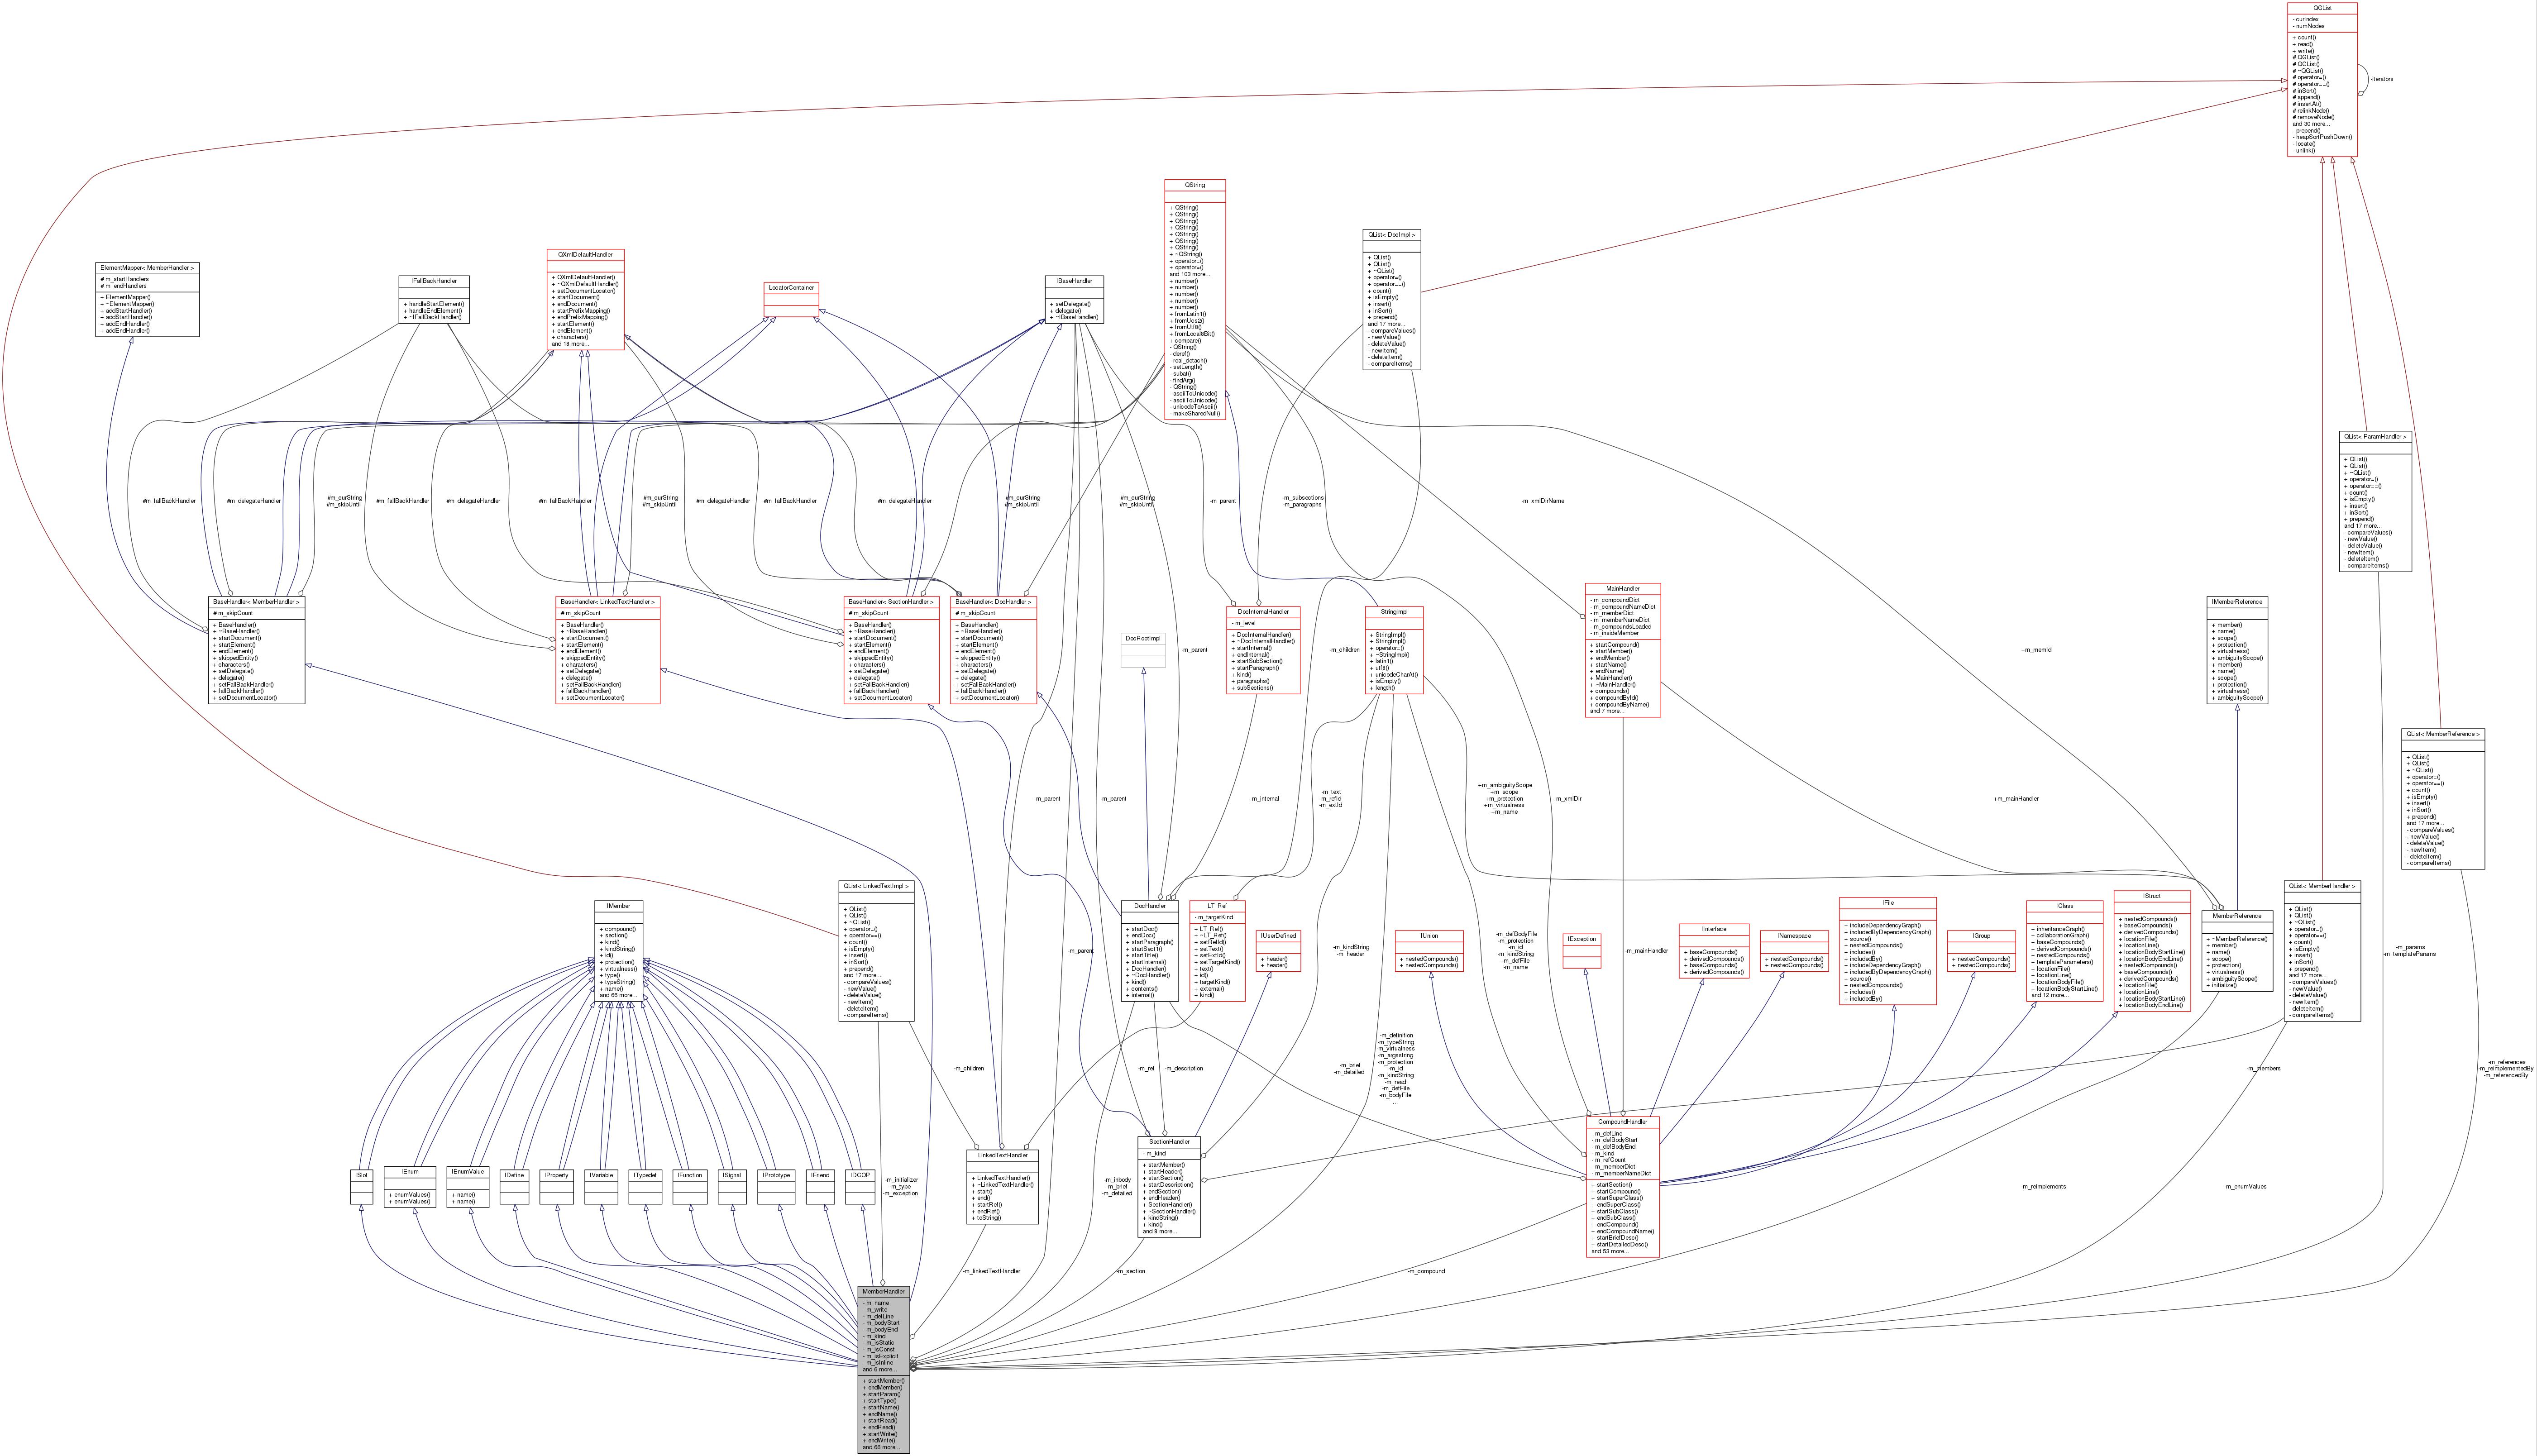 QGList
- curIndex
- numNodes
+ count()
+ read()
+ write()
# QGList()
# QGList()
# ~QGList()
# operator=()
# operator==()
# inSort()
# append()
# insertAt()
# relinkNode()
# removeNode()
and 30 more...
- prepend()
- heapSortPushDown()
- locate()
- unlink()
-iterators
QString
+ QString()
+ QString()
+ QString()
+ QString()
+ QString()
+ QString()
+ QString()
+ ~QString()
+ operator=()
+ operator=()
and 103 more...
+ number()
+ number()
+ number()
+ number()
+ number()
+ fromLatin1()
+ fromUcs2()
+ fromUtf8()
+ fromLocal8Bit()
+ compare()
- QString()
- deref()
- real_detach()
- setLength()
- subat()
- findArg()
- QString()
- asciiToUnicode()
- asciiToUnicode()
- unicodeToAscii()
- makeSharedNull()
QList< DocImpl >
+ QList()
+ QList()
+ ~QList()
+ operator=()
+ operator==()
+ count()
+ isEmpty()
+ insert()
+ inSort()
+ prepend()
and 17 more...
- compareValues()
- newValue()
- deleteValue()
- newItem()
- deleteItem()
- compareItems()
ElementMapper< MemberHandler >
# m_startHandlers
# m_endHandlers
+ ElementMapper()
+ ~ElementMapper()
+ addStartHandler()
+ addStartHandler()
+ addEndHandler()
+ addEndHandler()
IFallBackHandler
+ handleStartElement()
+ handleEndElement()
+ ~IFallBackHandler()
QXmlDefaultHandler
+ QXmlDefaultHandler()
+ ~QXmlDefaultHandler()
+ setDocumentLocator()
+ startDocument()
+ endDocument()
+ startPrefixMapping()
+ endPrefixMapping()
+ startElement()
+ endElement()
+ characters()
and 18 more...
LocatorContainer
IBaseHandler
+ setDelegate()
+ delegate()
+ ~IBaseHandler()
QList< ParamHandler >
+ QList()
+ QList()
+ ~QList()
+ operator=()
+ operator==()
+ count()
+ isEmpty()
+ insert()
+ inSort()
+ prepend()
and 17 more...
- compareValues()
- newValue()
- deleteValue()
- newItem()
- deleteItem()
- compareItems()
#m_fallBackHandler
#m_delegateHandler
#m_curString
#m_skipUntil
#m_fallBackHandler
#m_delegateHandler
#m_fallBackHandler
#m_curString
#m_skipUntil
#m_delegateHandler
#m_fallBackHandler
#m_delegateHandler
#m_curString
#m_skipUntil
#m_curString
#m_skipUntil
-m_parent
-m_subsections
-m_paragraphs
-m_xmlDirName
BaseHandler< MemberHandler >
# m_skipCount
+ BaseHandler()
+ ~BaseHandler()
+ startDocument()
+ startElement()
+ endElement()
+ skippedEntity()
+ characters()
+ setDelegate()
+ delegate()
+ setFallBackHandler()
+ fallBackHandler()
+ setDocumentLocator()
BaseHandler< LinkedTextHandler >
# m_skipCount
+ BaseHandler()
+ ~BaseHandler()
+ startDocument()
+ startElement()
+ endElement()
+ skippedEntity()
+ characters()
+ setDelegate()
+ delegate()
+ setFallBackHandler()
+ fallBackHandler()
+ setDocumentLocator()
BaseHandler< SectionHandler >
# m_skipCount
+ BaseHandler()
+ ~BaseHandler()
+ startDocument()
+ startElement()
+ endElement()
+ skippedEntity()
+ characters()
+ setDelegate()
+ delegate()
+ setFallBackHandler()
+ fallBackHandler()
+ setDocumentLocator()
BaseHandler< DocHandler >
# m_skipCount
+ BaseHandler()
+ ~BaseHandler()
+ startDocument()
+ startElement()
+ endElement()
+ skippedEntity()
+ characters()
+ setDelegate()
+ delegate()
+ setFallBackHandler()
+ fallBackHandler()
+ setDocumentLocator()
DocRootImpl
-m_parent
DocInternalHandler
- m_level
+ DocInternalHandler()
+ ~DocInternalHandler()
+ startInternal()
+ endInternal()
+ startSubSection()
+ startParagraph()
+ kind()
+ paragraphs()
+ subSections()
-m_children
StringImpl
+ StringImpl()
+ StringImpl()
+ operator=()
+ ~StringImpl()
+ latin1()
+ utf8()
+ unicodeCharAt()
+ isEmpty()
+ length()
MainHandler
- m_compoundDict
- m_compoundNameDict
- m_memberDict
- m_memberNameDict
- m_compoundsLoaded
- m_insideMember
+ startCompound()
+ startMember()
+ endMember()
+ startName()
+ endName()
+ MainHandler()
+ ~MainHandler()
+ compounds()
+ compoundById()
+ compoundByName()
and 7 more...
+m_memId
IMemberReference
+ member()
+ name()
+ scope()
+ protection()
+ virtualness()
+ ambiguityScope()
+ member()
+ name()
+ scope()
+ protection()
+ virtualness()
+ ambiguityScope()
QList< MemberReference >
+ QList()
+ QList()
+ ~QList()
+ operator=()
+ operator==()
+ count()
+ isEmpty()
+ insert()
+ inSort()
+ prepend()
and 17 more...
- compareValues()
- newValue()
- deleteValue()
- newItem()
- deleteItem()
- compareItems()
-m_parent
-m_parent
-m_internal
-m_text
-m_refId
-m_extId
+m_ambiguityScope
+m_scope
+m_protection
+m_virtualness
+m_name
-m_xmlDir
+m_mainHandler
IMember
+ compound()
+ section()
+ kind()
+ kindString()
+ id()
+ protection()
+ virtualness()
+ type()
+ typeString()
+ name()
and 66 more...
QList< LinkedTextImpl >
+ QList()
+ QList()
+ ~QList()
+ operator=()
+ operator==()
+ count()
+ isEmpty()
+ insert()
+ inSort()
+ prepend()
and 17 more...
- compareValues()
- newValue()
- deleteValue()
- newItem()
- deleteItem()
- compareItems()
-m_parent
DocHandler
+ startDoc()
+ endDoc()
+ startParagraph()
+ startSect1()
+ startTitle()
+ startInternal()
+ DocHandler()
+ ~DocHandler()
+ kind()
+ contents()
+ internal()
LT_Ref
- m_targetKind
+ LT_Ref()
+ ~LT_Ref()
+ setRefId()
+ setExtId()
+ setTargetKind()
+ text()
+ id()
+ targetKind()
+ external()
+ kind()
IUserDefined
+ header()
+ header()
-m_kindString
-m_header
IUnion
+ nestedCompounds()
+ nestedCompounds()
-m_defBodyFile
-m_protection
-m_id
-m_kindString
-m_defFile
-m_name
IException
-m_mainHandler
IInterface
+ baseCompounds()
+ derivedCompounds()
+ baseCompounds()
+ derivedCompounds()
INamespace
+ nestedCompounds()
+ nestedCompounds()
IFile
+ includeDependencyGraph()
+ includedByDependencyGraph()
+ source()
+ nestedCompounds()
+ includes()
+ includedBy()
+ includeDependencyGraph()
+ includedByDependencyGraph()
+ source()
+ nestedCompounds()
+ includes()
+ includedBy()
IGroup
+ nestedCompounds()
+ nestedCompounds()
IClass
+ inheritanceGraph()
+ collaborationGraph()
+ baseCompounds()
+ derivedCompounds()
+ nestedCompounds()
+ templateParameters()
+ locationFile()
+ locationLine()
+ locationBodyFile()
+ locationBodyStartLine()
and 12 more...
IStruct
+ nestedCompounds()
+ baseCompounds()
+ derivedCompounds()
+ locationFile()
+ locationLine()
+ locationBodyStartLine()
+ locationBodyEndLine()
+ nestedCompounds()
+ baseCompounds()
+ derivedCompounds()
+ locationFile()
+ locationLine()
+ locationBodyStartLine()
+ locationBodyEndLine()
MemberReference
+ ~MemberReference()
+ member()
+ name()
+ scope()
+ protection()
+ virtualness()
+ ambiguityScope()
+ initialize()
QList< MemberHandler >
+ QList()
+ QList()
+ ~QList()
+ operator=()
+ operator==()
+ count()
+ isEmpty()
+ insert()
+ inSort()
+ prepend()
and 17 more...
- compareValues()
- newValue()
- deleteValue()
- newItem()
- deleteItem()
- compareItems()
-m_params
-m_templateParams
-m_children
-m_ref
-m_description
-m_definition
-m_typeString
-m_virtualness
-m_argsstring
-m_protection
-m_id
-m_kindString
-m_read
-m_defFile
-m_bodyFile
...
-m_brief
-m_detailed
-m_members
-m_references
-m_reimplementedBy
-m_referencedBy
ISlot
IEnum
+ enumValues()
+ enumValues()
IEnumValue
+ name()
+ name()
IDefine
IProperty
IVariable
ITypedef
IFunction
ISignal
IPrototype
IFriend
IDCOP
-m_initializer
-m_type
-m_exception
LinkedTextHandler
+ LinkedTextHandler()
+ ~LinkedTextHandler()
+ start()
+ end()
+ startRef()
+ endRef()
+ toString()
-m_inbody
-m_brief
-m_detailed
SectionHandler
- m_kind
+ startMember()
+ startHeader()
+ startSection()
+ startDescription()
+ endSection()
+ endHeader()
+ SectionHandler()
+ ~SectionHandler()
+ kindString()
+ kind()
and 8 more...
CompoundHandler
- m_defLine
- m_defBodyStart
- m_defBodyEnd
- m_kind
- m_refCount
- m_memberDict
- m_memberNameDict
+ startSection()
+ startCompound()
+ startSuperClass()
+ endSuperClass()
+ startSubClass()
+ endSubClass()
+ endCompound()
+ endCompoundName()
+ startBriefDesc()
+ startDetailedDesc()
and 53 more...
-m_reimplements
-m_enumValues
-m_linkedTextHandler
-m_section
-m_compound
MemberHandler
- m_name
- m_write
- m_defLine
- m_bodyStart
- m_bodyEnd
- m_kind
- m_isStatic
- m_isConst
- m_isExplicit
- m_isInline
and 6 more...
+ startMember()
+ endMember()
+ startParam()
+ startType()
+ startName()
+ endName()
+ startRead()
+ endRead()
+ startWrite()
+ endWrite()
and 66 more...